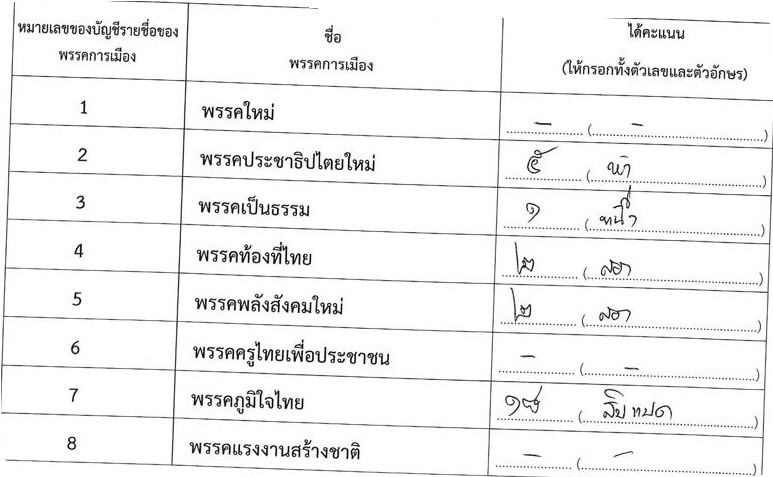 หมายเลขของบัญชีรายชื่อของ
พรรคการเมือง
ชื่อ
พรรคการเมือง
ได้คะแนน
(ให้กรอกทั้งตัวเลขและตัวอักษร)
1 พรรคใหม่ - (-)
2 พรรคประชาธิปไตยใหม่ ๕ (ห้า)
3 พรรคเป็นธรรม ๑ (หนึ่ง)
4 พรรคท้องที่ไทย ๒ (สอง)
5 พรรคพลังสังคมใหม่ ๒ (สอง)
6 พรรคครูไทยเพื่อประชาชน - (-)
7 พรรคภูมิใจไทย ๑๘ (สิบแปด)
8 พรรคแรงงานสร้างชาติ - (-)